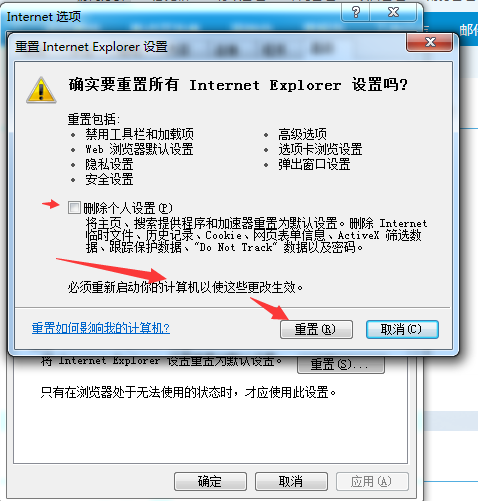 Internet 选项
邮件
重置 Internet Explorer 设置
确实要重置所有 Internet Explorer 设置吗?
重置包括:
禁用工具栏和加载项
Web 浏览器默认设置
隐私设置
安全设置
高级选项
选项卡浏览设置
弹出窗口设置
删除个人设置(P)
将主页、搜索提供程序和加速器重置为默认设置。删除 Internet
临时文件、历史记录、Cookie、网页表单信息、ActiveX 筛选数
据、跟踪保护数据、"Do Not Track" 数据以及密码。
必须重新启动你的计算机以使这些更改生效。
重置如何影响我的计算机?
重置(R)
取消(C)
将 Internet Explorer 设置重置为默认设置。
重置(S)...
只有在浏览器处于无法使用的状态时，才应使用此设置。
确定
取消
应用(A)